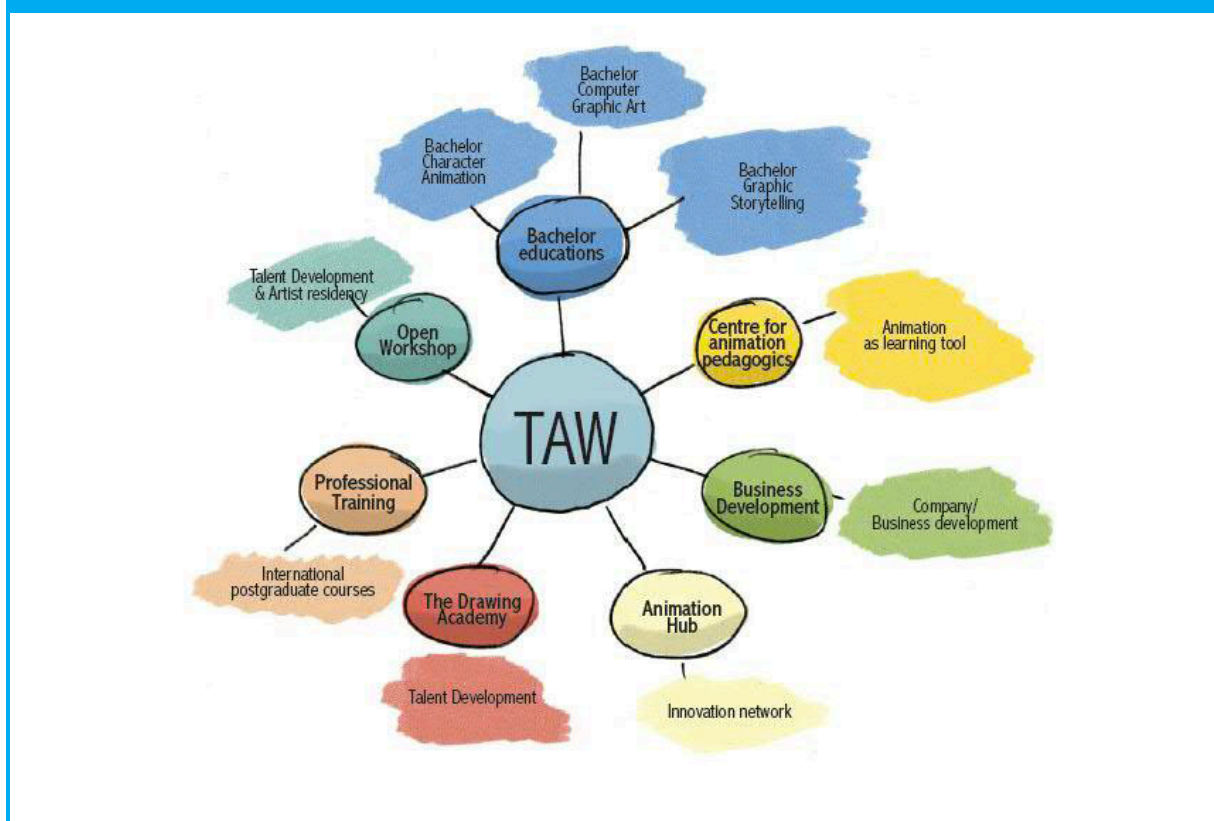 Bachelor
Computer
Graphic Art
Bachelor
Character
Animation
Bachelor
Graphic
Storytelling
Bachelor
educations
Talent Development
& Artist residency
Open
Workshop
Centre for
animation
pedagogics
Animation
as learning tool
TAW
Professional
Training
Business
Development
Company/
Business development
International
postgraduate courses
The Drawing
Academy
Animation
Hub
Talent Development
Innovation network